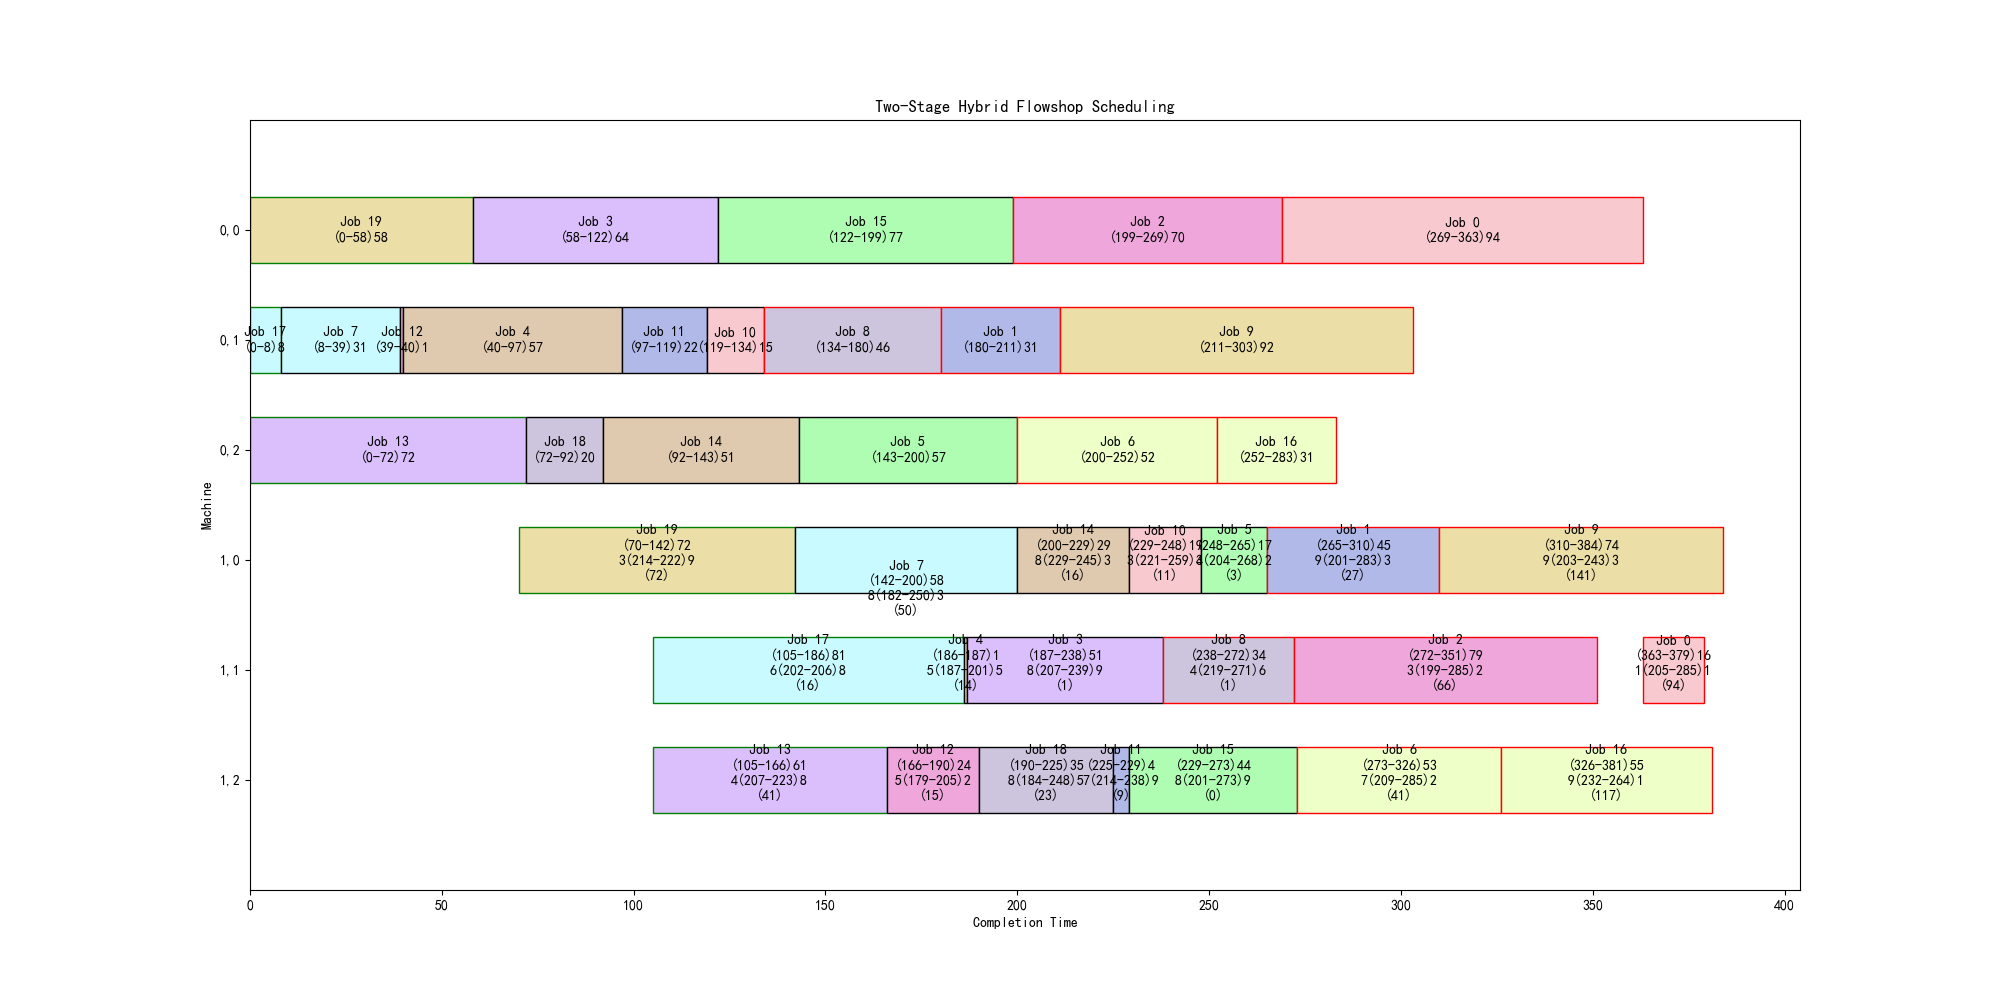 Two-Stage Hybrid Flowshop Scheduling
Machine
0,0
Job 19
(0-58)58
Job 3
(58-122)64
Job 15
(122-199)77
Job 2
(199-269)70
Job 0
(269-363)94
0,1
Job 17
(0-8)8
Job 7
(8-39)31
Job 12
(39-40)1
Job 4
(40-97)57
Job 11
(97-119)22
Job 10
(119-134)15
Job 8
(134-180)46
Job 1
(180-211)31
Job 9
(211-303)92
0,2
Job 13
(0-72)72
Job 18
(72-92)20
Job 14
(92-143)51
Job 5
(143-200)57
Job 6
(200-252)52
Job 16
(252-283)31
1,0
Job 19
(70-142)72
3(214-222)9
(72)
Job 7
(142-200)58
8(182-250)3
(50)
Job 14
(200-229)29
8(229-245)3
(16)
Job 10
(229-248)19
3(221-259)
(11)
Job 5
(248-265)17
(204-268)2
(3)
Job 1
(265-310)45
9(201-283)3
(27)
Job 9
(310-384)74
9(203-243)3
(141)
1,1
Job 17
(105-186)81
6(202-206)8
(16)
Job 4
(186-187)1
5(187-201)5
(14)
Job 3
(187-238)51
8(207-239)9
(1)
Job 8
(238-272)34
4(219-271)6
(1)
Job 2
(272-351)79
3(199-285)2
(66)
Job 0
(363-379)16
1(205-285)1
(94)
1,2
Job 13
(105-166)61
4(207-223)8
(41)
Job 12
(166-190)24
5(179-205)2
(15)
Job 18
(190-225)35
8(184-248)5
(23)
Job 11
(225-229)4
7(214-238)9
(9)
Job 15
(229-273)44
8(201-273)9
(0)
Job 6
(273-326)53
7(209-285)2
(41)
Job 16
(326-381)55
9(232-264)1
(117)
0
50
100
150
200
250
300
350
400
Completion Time